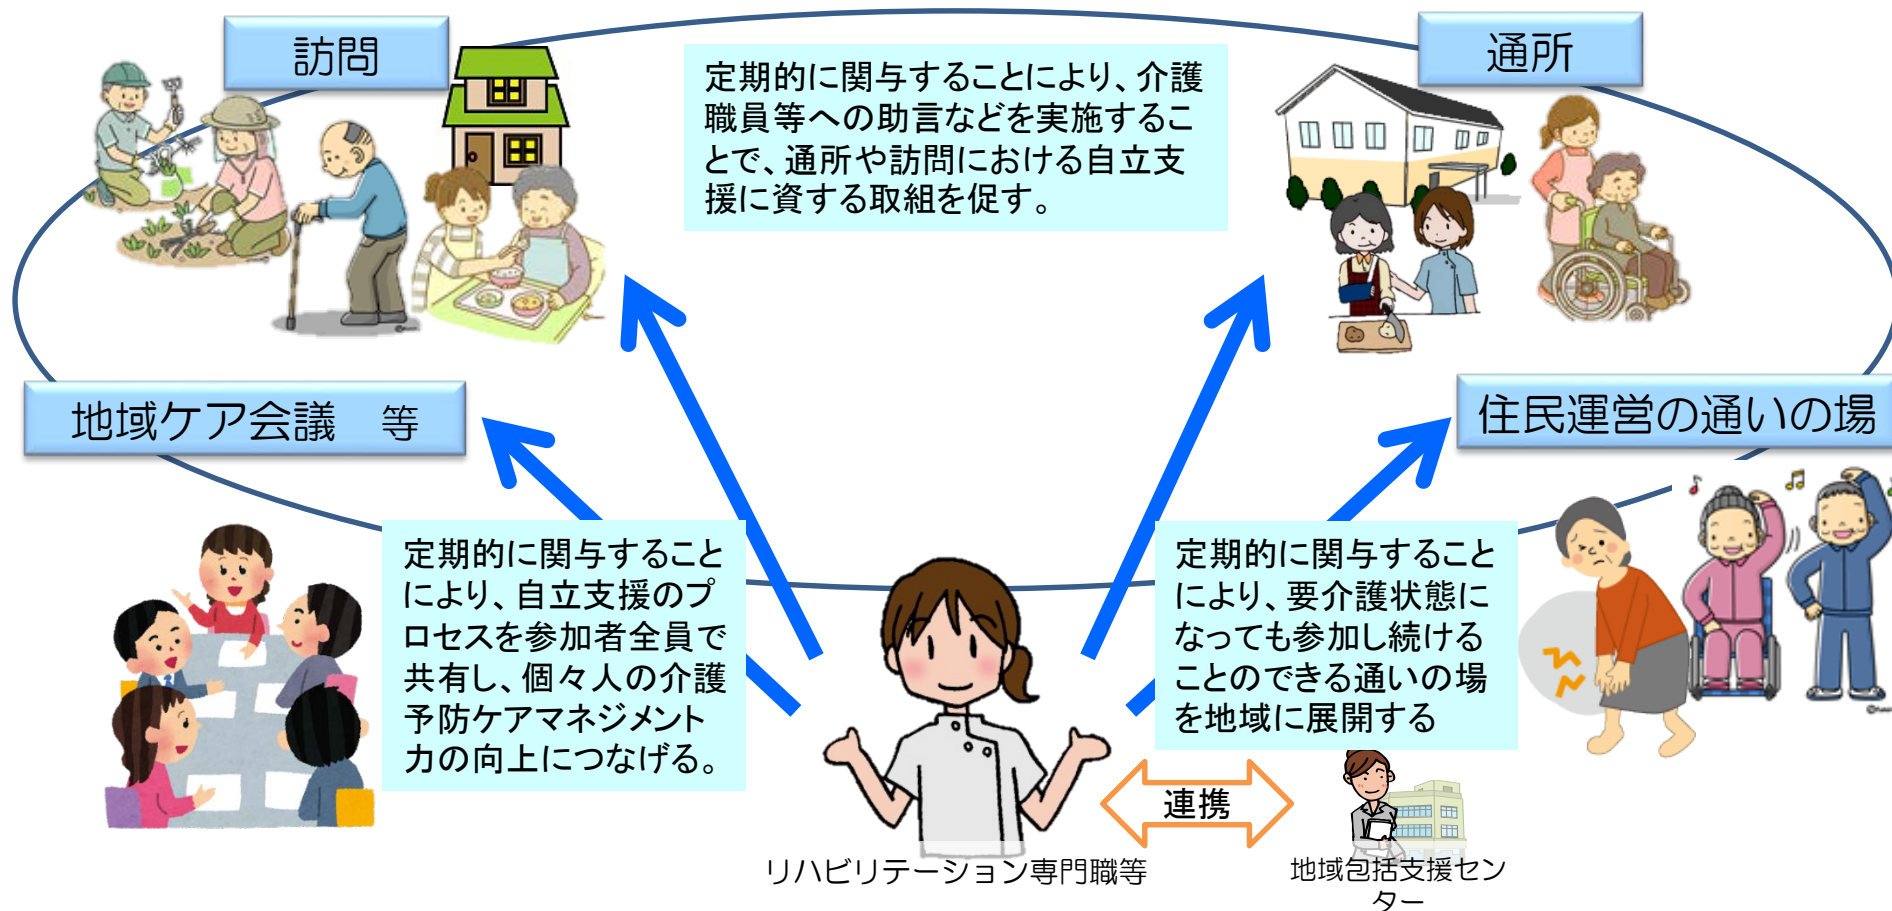 訪問
通所
定期的に関与することにより、介護
職員等への助言などを実施するこ
とで、通所や訪問における自立支
援に資する取組を促す。
地域ケア会議　等
住民運営の通いの場
定期的に関与すること
により、自立支援のプ
ロセスを参加者全員で
共有し、個々人の介護
予防ケアマネジメント
力の向上につなげる。
定期的に関与すること
により、要介護状態に
なっても参加し続ける
ことのできる通いの場
を地域に展開する
連携
リハビリテーション専門職等
地域包括支援セン
ター